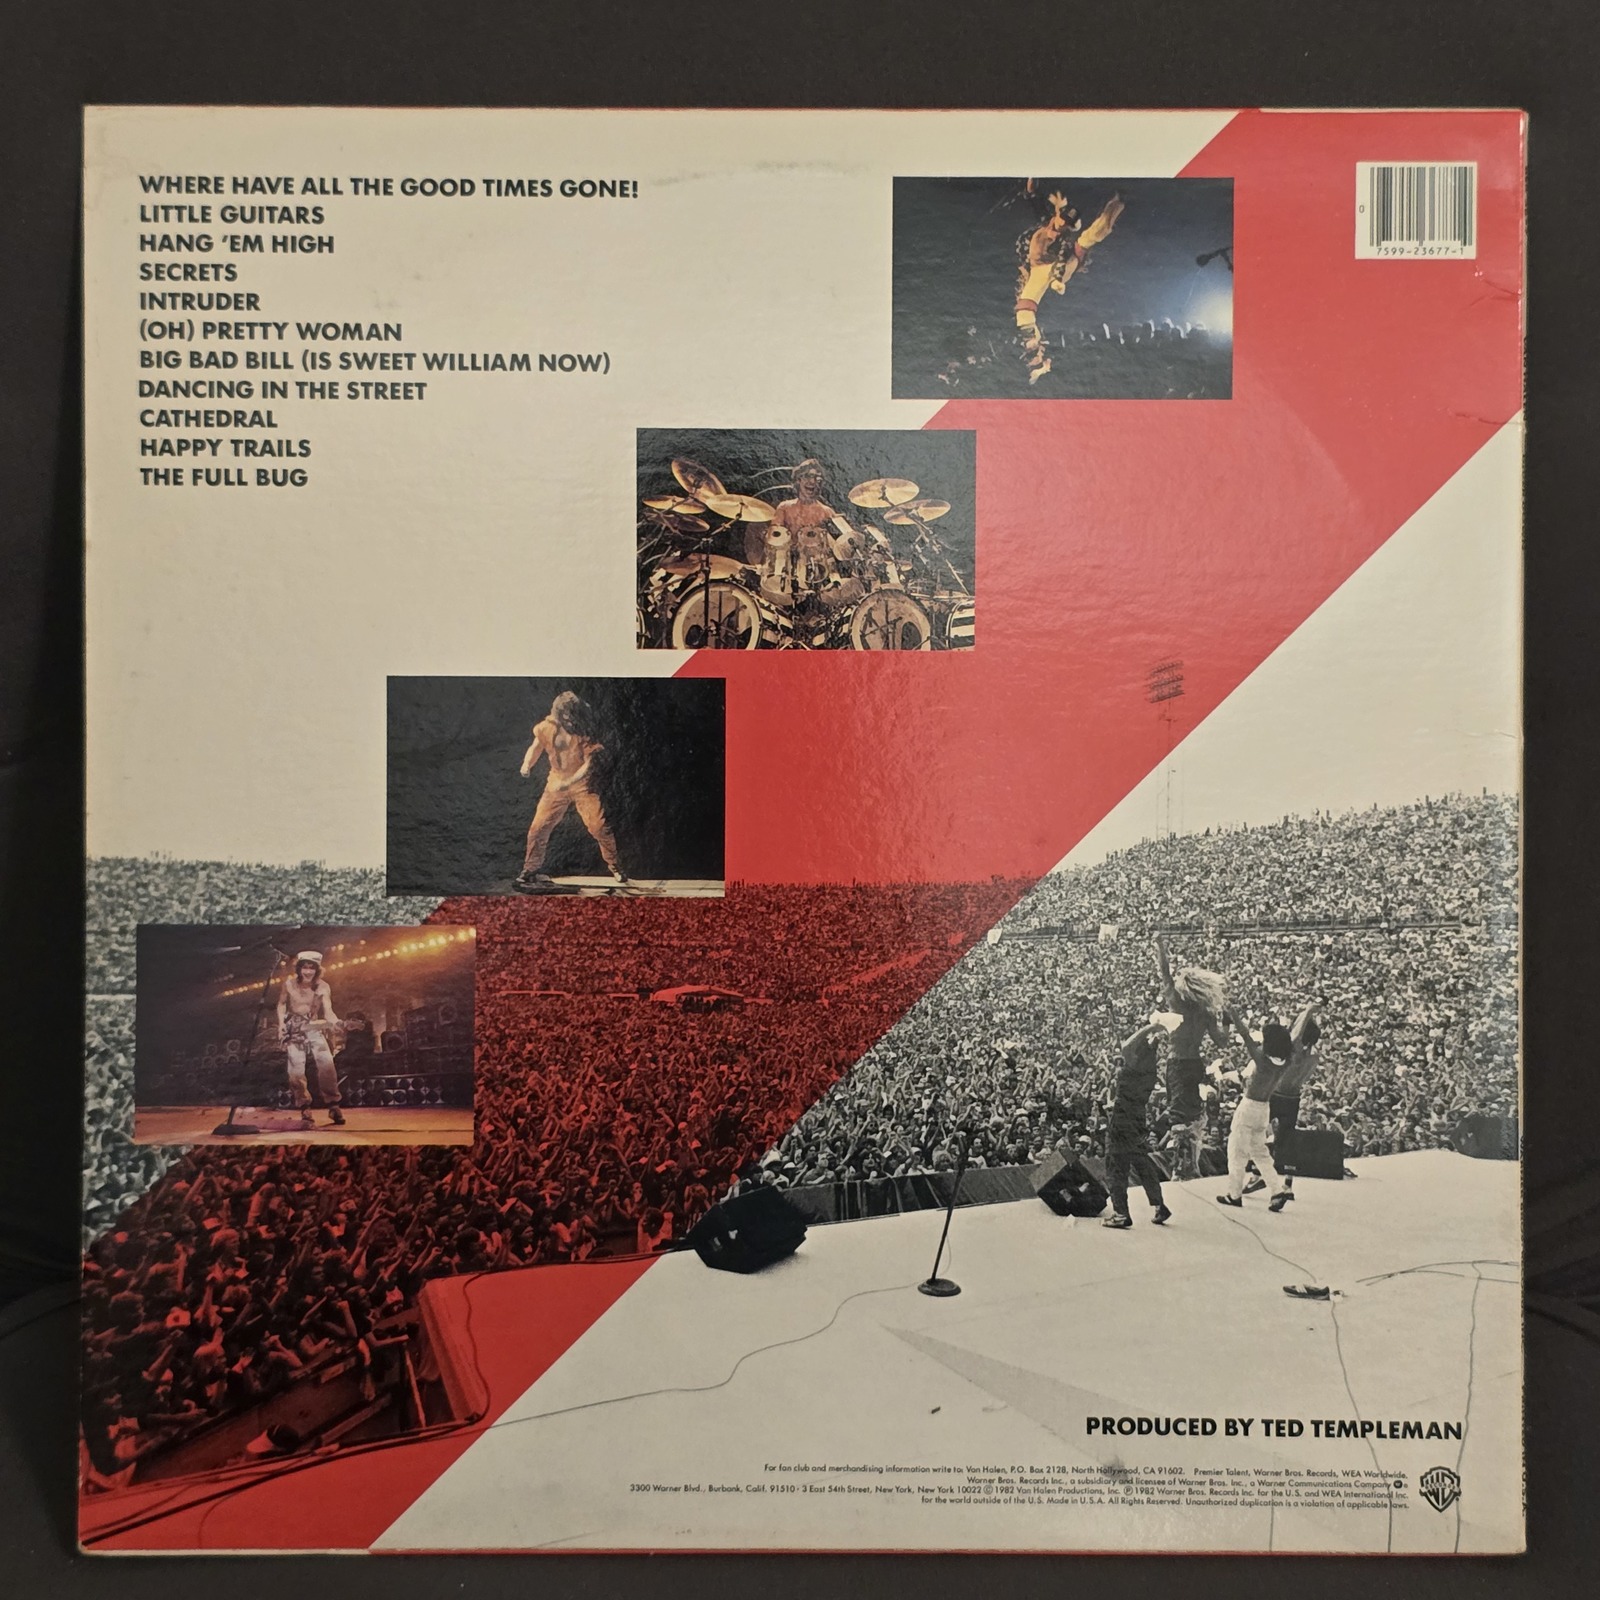 WHERE HAVE ALL THE GOOD TIMES GONE!
LITTLE GUITARS
HANG 'EM HIGH
SECRETS
INTRUDER
(OH) PRETTY WOMAN
BIG BAD BILL (IS SWEET WILLIAM NOW)
DANCING IN THE STREET
CATHEDRAL
HAPPY TRAILS
THE FULL BUG
0
7599-23677-1
PRODUCED BY TED TEMPLEMAN
For fan club and merchandising information write to: Van Halen, P.O. Box 2128, North Hollywood, CA 91602. Premier Talent, Warner Bros. Records, WEA Worldwide.
Warner Bros. Records Inc., a subsidiary and licensee of Warner Bros. Inc., a Warner Communications Company
3300 Warner Blvd., Burbank, Calif. 91510 · 3 East 54th Street, New York, New York 10022 © 1982 Van Halen Productions, Inc. ℗ 1982 Warner Bros. Records Inc. for the U.S. and WEA International Inc.
for the world outside of the U.S. Made in U.S.A. All Rights Reserved. Unauthorized duplication is a violation of applicable laws.